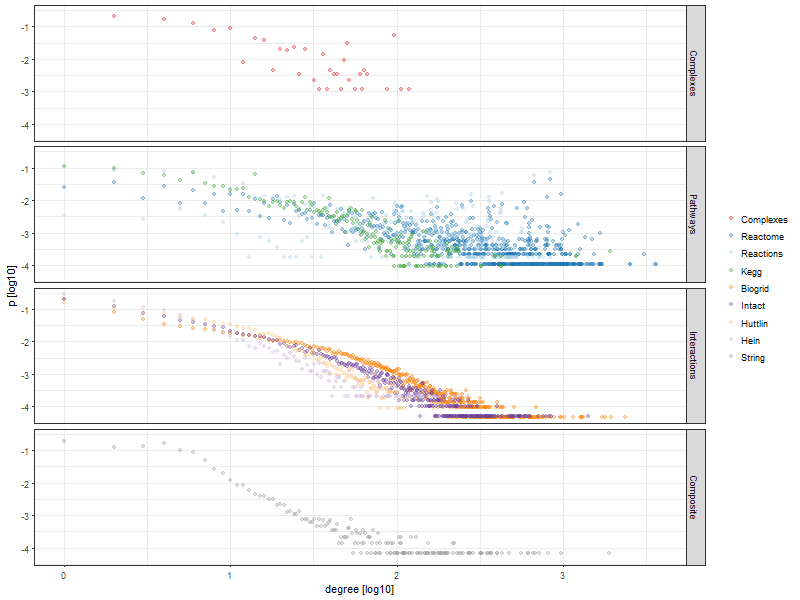 -1
-2
-3
-4
Complexes
-1
-2
-3
-4
Pathways
-1
-2
-3
-4
Interactions
-1
-2
-3
-4
Composite
p [log10]
0
1
2
3
degree [log10]
Complexes
Reactome
Reactions
Kegg
Biogrid
Intact
Huttlin
Hein
String